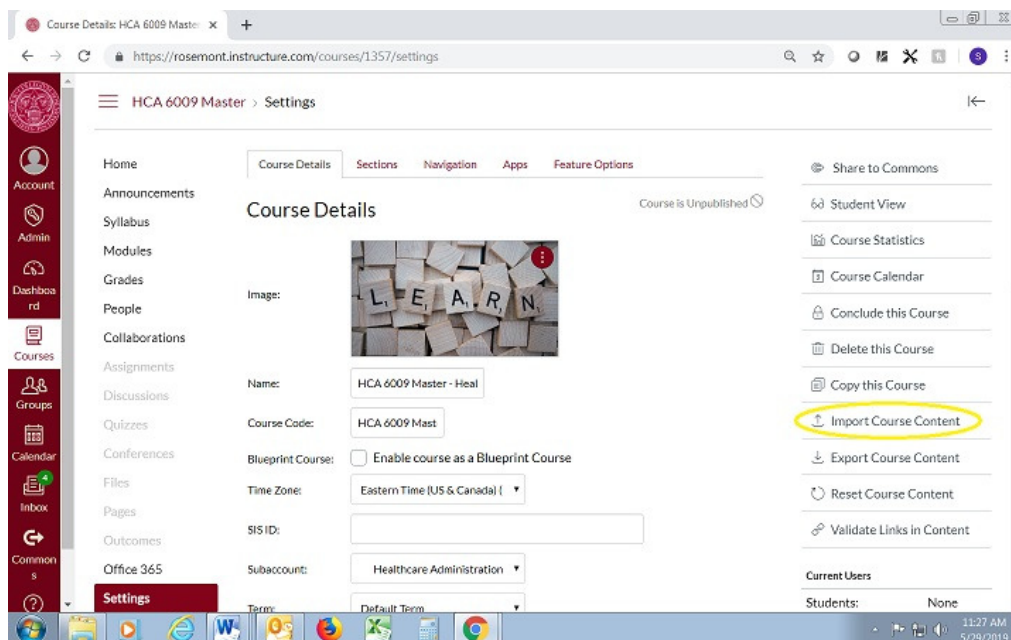 Course Details: HCA 6009 Master
https://rosemont.instructure.com/courses/1357/settings
S
HCA 6009 Master > Settings
Account
Admin
Dashboa
rd
Courses
Groups
Calendar
4
Inbox
Common
s
Home
Announcements
Syllabus
Modules
Grades
People
Collaborations
Assignments
Discussions
Quizzes
Conferences
Files
Pages
Outcomes
Office 365
Settings
Course Details Sections Navigation Apps Feature Options
Course Details
Course is Unpublished
Image:
L E A R N
Name: HCA 6009 Master - Heal
Course Code: HCA 6009 Mast
Blueprint Course: Enable course as a Blueprint Course
Time Zone: Eastern Time (US & Canada) (
SIS ID:
Subaccount: Healthcare Administration
Term: Default Term
Share to Commons
Student View
Course Statistics
Course Calendar
Conclude this Course
Delete this Course
Copy this Course
Import Course Content
Export Course Content
Reset Course Content
Validate Links in Content
Current Users
Students: None
11:27 AM
5/29/2019